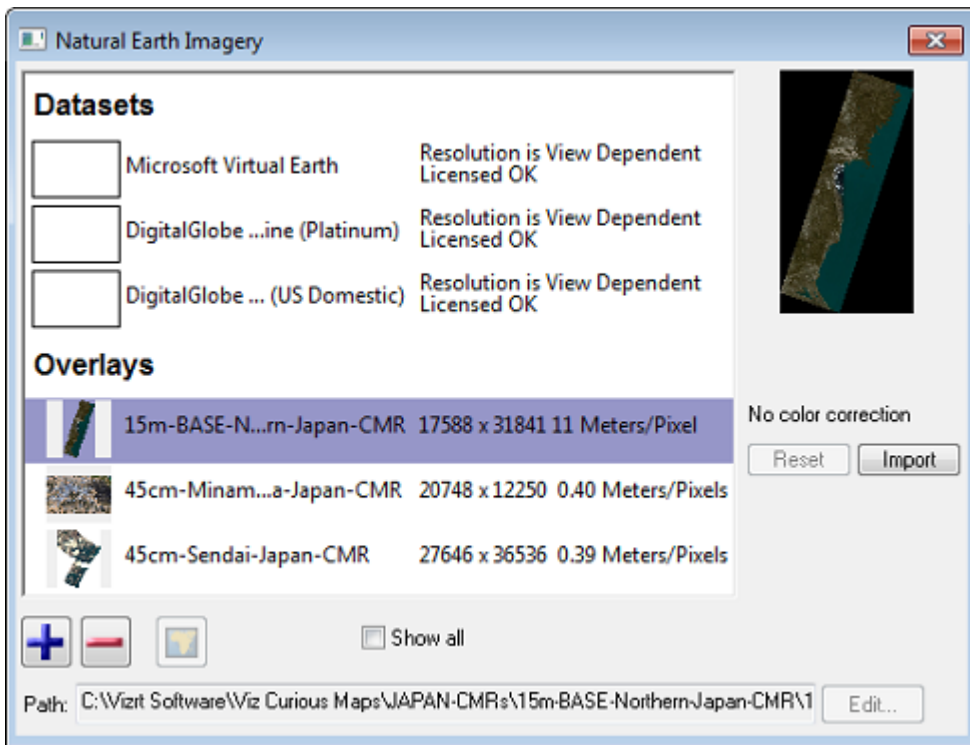 Natural Earth Imagery
Datasets
Microsoft Virtual Earth
Resolution is View Dependent
Licensed OK
DigitalGlobe ...ine (Platinum)
Resolution is View Dependent
Licensed OK
DigitalGlobe ... (US Domestic)
Resolution is View Dependent
Licensed OK
Overlays
15m-BASE-N...rn-Japan-CMR 17588 x 31841 11 Meters/Pixel
45cm-Minam...a-Japan-CMR 20748 x 12250 0.40 Meters/Pixels
45cm-Sendai-Japan-CMR 27646 x 36536 0.39 Meters/Pixels
No color correction
Reset Import
Show all
Path: C:\Vizrt Software\Viz Curious Maps\JAPAN-CMRs\15m-BASE-Northern-Japan-CMR\1 Edit...